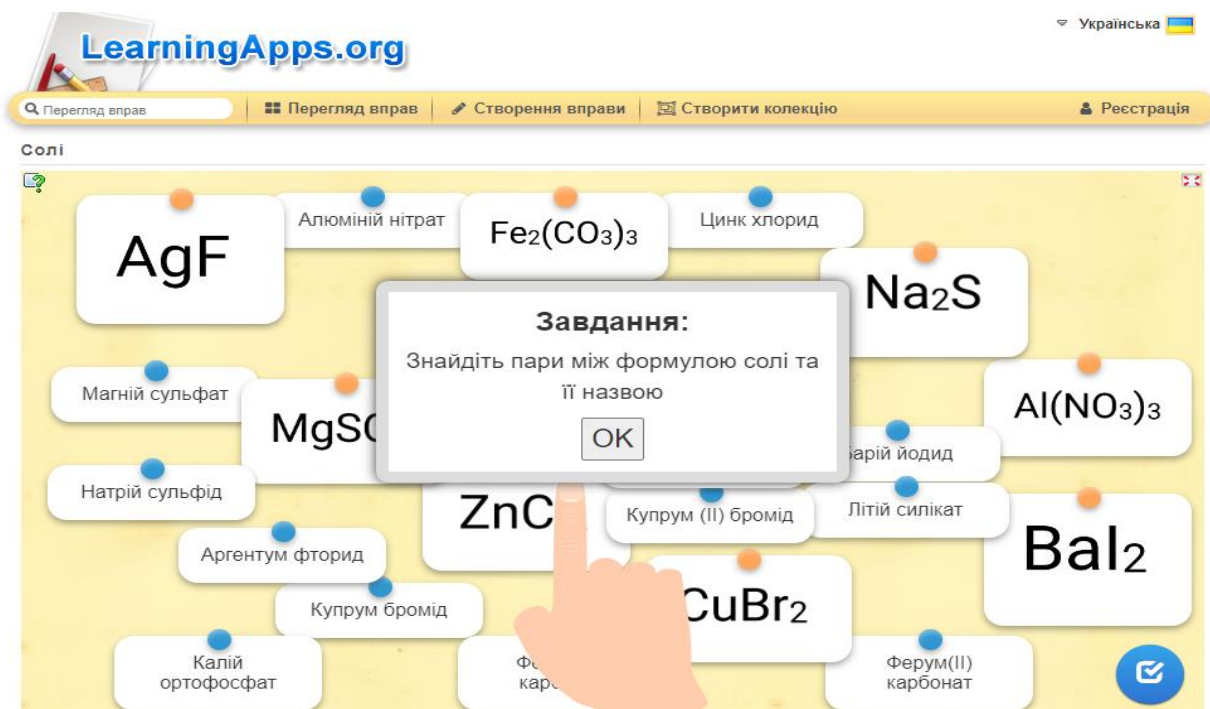 LearningApps.org
Українська
Перегляд вправ
Перегляд вправ
Створення вправи
Створити колекцію
Реєстрація
Солі
AgF
Алюміній нітрат
Fe₂(CO₃)₃
Цинк хлорид
Na₂S
Завдання:
Знайдіть пари між формулою солі та
її назвою
OK
Магній сульфат
Al(NO₃)₃
йодид
Натрій сульфід
Купрум (II) бромід
Літій силікат
Аргентум фторид
BaI₂
Купрум бромід
CuBr₂
Калій
ортофосфат
Ферум(II)
карбонат